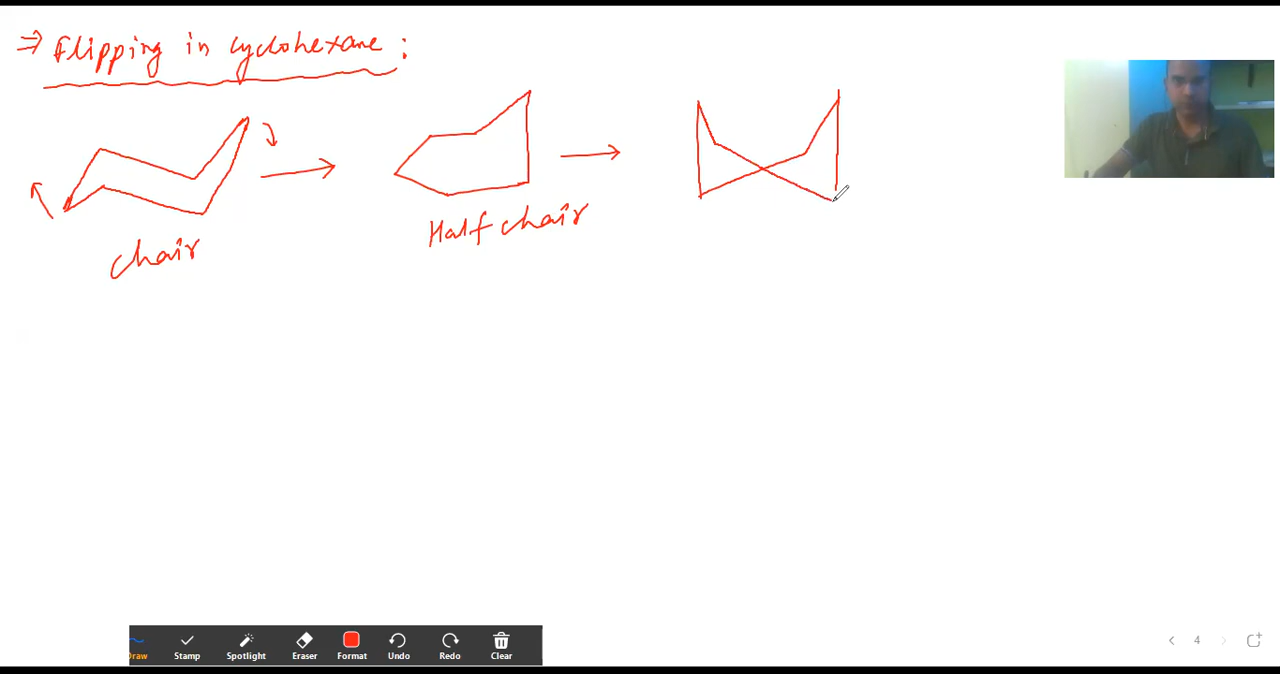 ⇒ Flipping in cyclohexane :
chair
Half chair
Draw
Stamp
Spotlight
Eraser
Format
Undo
Redo
Clear
< 4 >